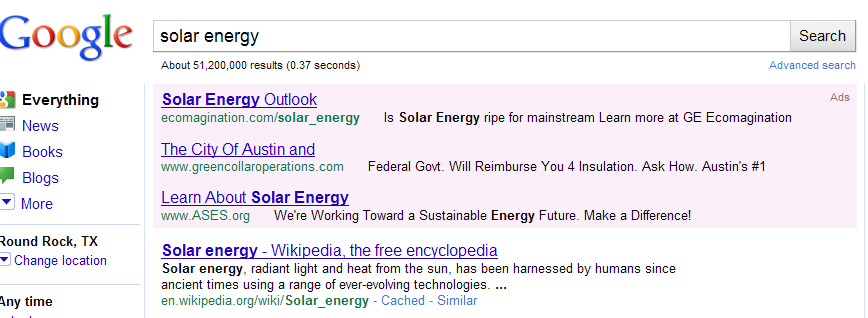 Google
solar energy
Search
About 51,200,000 results (0.37 seconds)
Advanced search
Everything
News
Books
Blogs
More
Round Rock, TX
Change location
Any time
Ads
Solar Energy Outlook
ecomagination.com/solar_energy Is Solar Energy ripe for mainstream Learn more at GE Ecomagination
The City Of Austin and
www.greencollaroperations.com Federal Govt. Will Reimburse You 4 Insulation. Ask How. Austin's #1
Learn About Solar Energy
www.ASES.org We're Working Toward a Sustainable Energy Future. Make a Difference!
Solar energy - Wikipedia, the free encyclopedia
Solar energy, radiant light and heat from the sun, has been harnessed by humans since
ancient times using a range of ever-evolving technologies. ...
en.wikipedia.org/wiki/Solar_energy - Cached - Similar